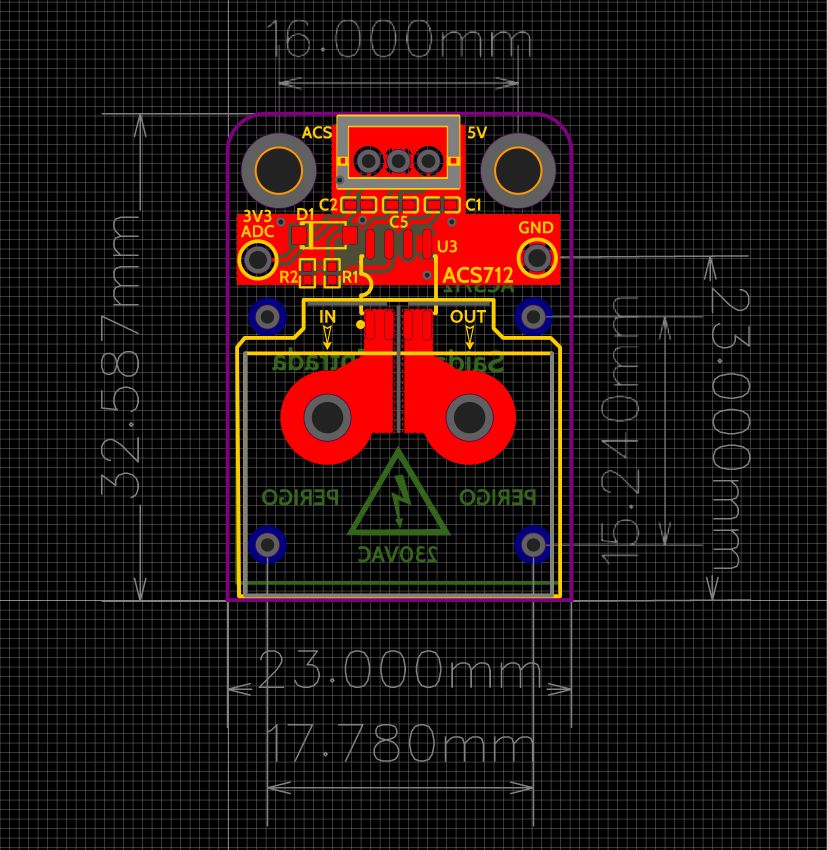 16.000mm
ACS
5V
C2
C5
C1
3V3
ADC
D1
GND
U3
R2
R1
ACS712
ACS712
IN
OUT
Entrada
Saida
32.587mm
15.240mm
23.000mm
PERIGO
PERIGO
230VAC
23.000mm
17.780mm